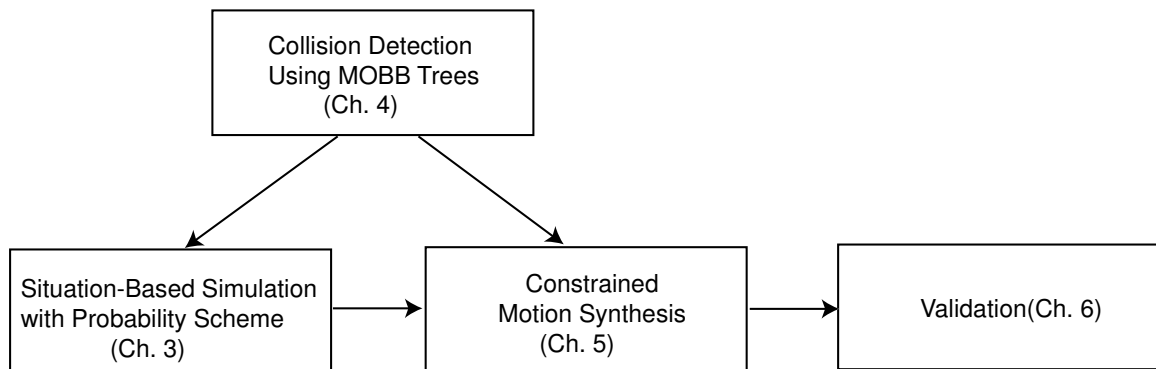 Collision Detection
Using MOBB Trees
(Ch. 4)
Situation-Based Simulation
with Probability Scheme
(Ch. 3)
Constrained
Motion Synthesis
(Ch. 5)
Validation(Ch. 6)